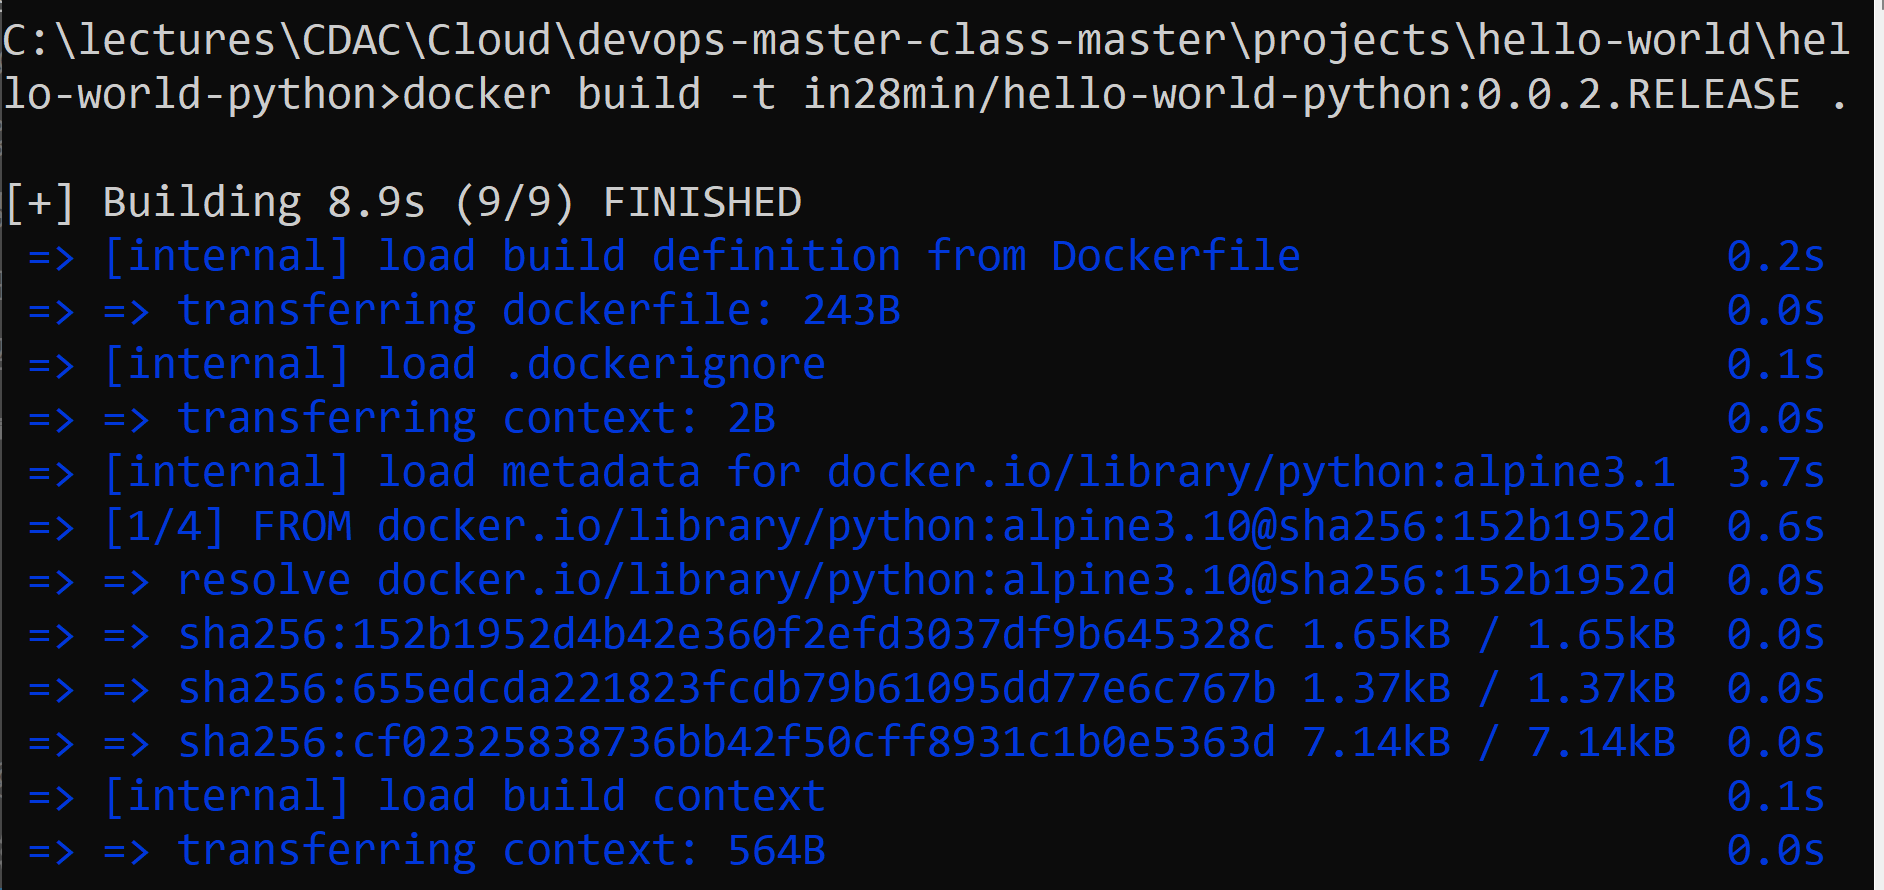 C:\lectures\CDAC\Cloud\devops-master-class-master\projects\hello-world\hel
lo-world-python>docker build -t in28min/hello-world-python:0.0.2.RELEASE .
[+] Building 8.9s (9/9) FINISHED
=> [internal] load build definition from Dockerfile 0.2s
=> => transferring dockerfile: 243B 0.0s
=> [internal] load .dockerignore 0.1s
=> => transferring context: 2B 0.0s
=> [internal] load metadata for docker.io/library/python:alpine3.1 3.7s
=> [1/4] FROM docker.io/library/python:alpine3.10@sha256:152b1952d 0.6s
=> => resolve docker.io/library/python:alpine3.10@sha256:152b1952d 0.0s
=> => sha256:152b1952d4b42e360f2efd3037df9b645328c 1.65kB / 1.65kB 0.0s
=> => sha256:655edcda221823fcdb79b61095dd77e6c767b 1.37kB / 1.37kB 0.0s
=> => sha256:cf02325838736bb42f50cff8931c1b0e5363d 7.14kB / 7.14kB 0.0s
=> [internal] load build context 0.1s
=> => transferring context: 564B 0.0s